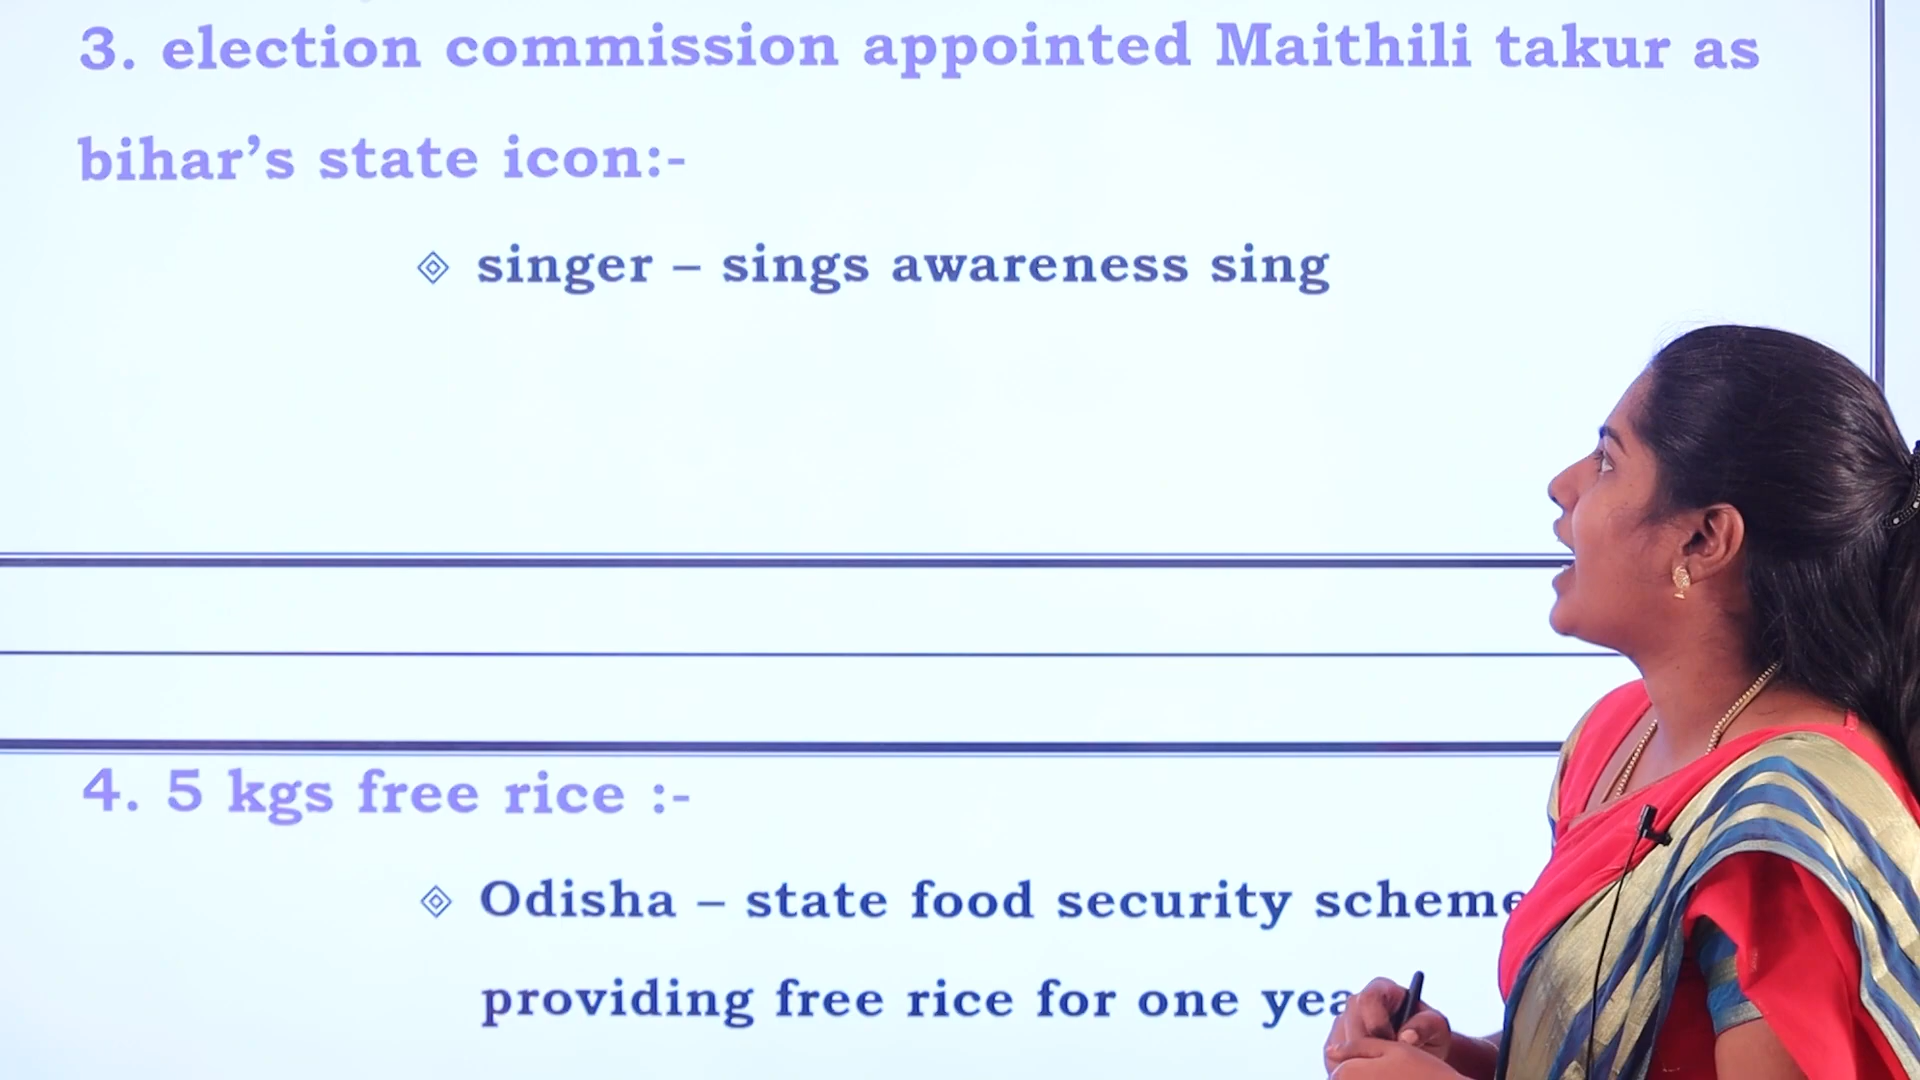 3. election commission appointed Maithili takur as
bihar's state icon:-
singer – sings awareness sing
4. 5 kgs free rice :-
Odisha – state food security scheme
providing free rice for one